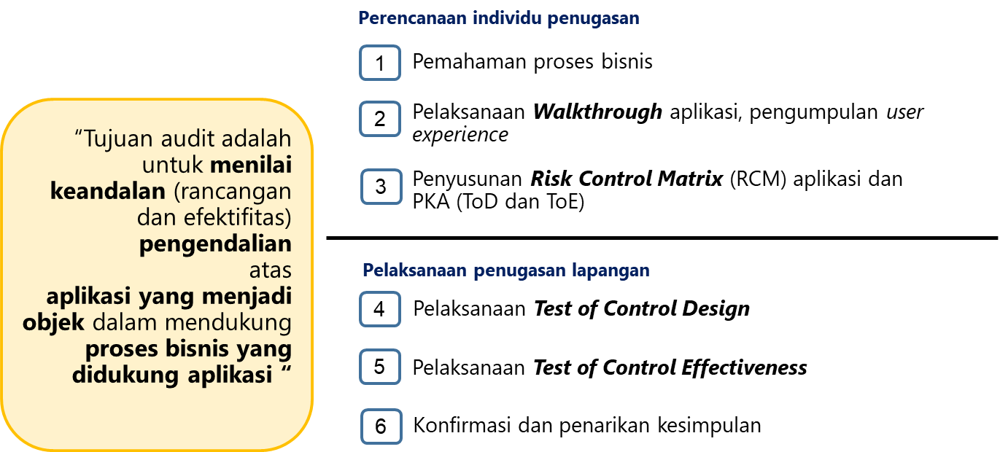 “Tujuan audit adalah
untuk menilai
keandalan (rancangan
dan efektifitas)
pengendalian
atas
aplikasi yang menjadi
objek dalam mendukung
proses bisnis yang
didukung aplikasi “
Perencanaan individu penugasan
1 Pemahaman proses bisnis
2 Pelaksanaan Walkthrough aplikasi, pengumpulan user
experience
3 Penyusunan Risk Control Matrix (RCM) aplikasi dan
PKA (ToD dan ToE)
Pelaksanaan penugasan lapangan
4 Pelaksanaan Test of Control Design
5 Pelaksanaan Test of Control Effectiveness
6 Konfirmasi dan penarikan kesimpulan